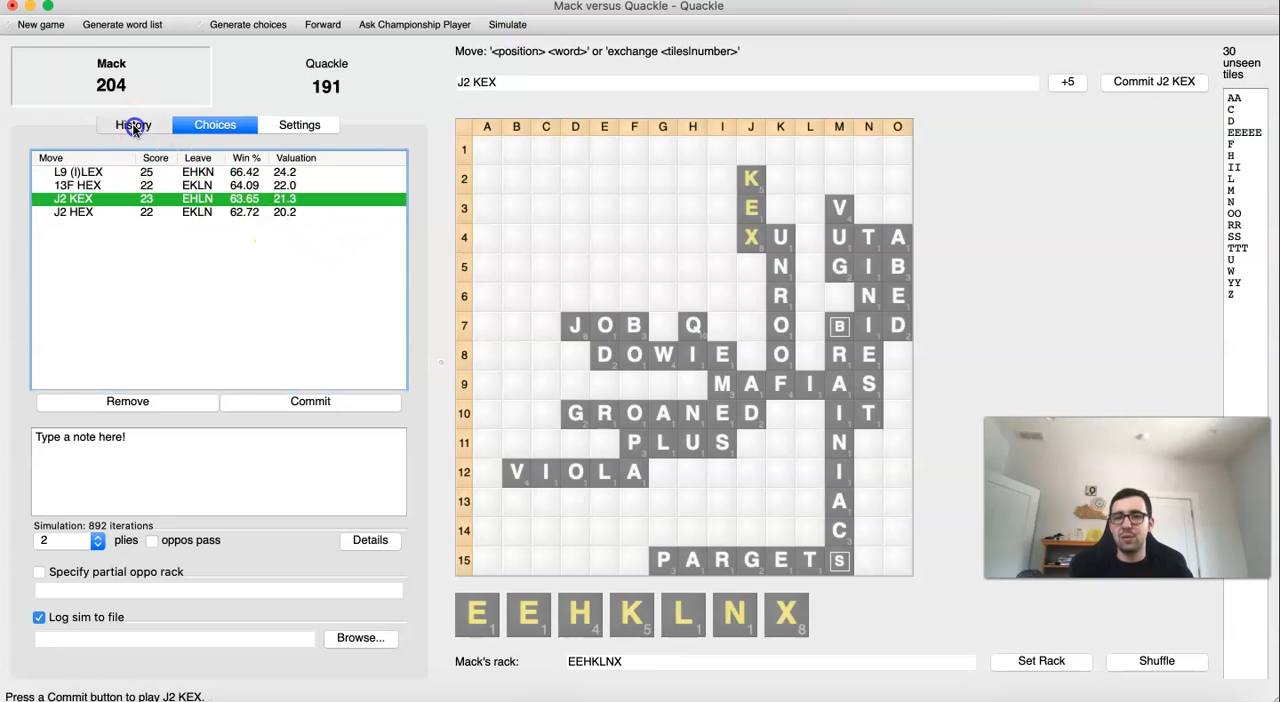 Mack versus Quackle - Quackle
New game Generate word list Generate choices Forward Ask Championship Player Simulate
Mack
204
Quackle
191
History Choices Settings
Move Score Leave Win % Valuation
L9 (I)LEX 25 EHKN 66.42 24.2
13F HEX 22 EKLN 64.09 22.0
J2 KEX 23 EHLN 63.65 21.3
J2 HEX 22 EKLN 62.72 20.2
Remove Commit
Type a note here!
Simulation: 892 iterations
2 plies oppos pass Details
Specify partial oppo rack
Log sim to file
Browse...
Press a Commit button to play J2 KEX.
Move: '<position> <word>' or 'exchange <tiles|number>'
J2 KEX +5 Commit J2 KEX
A B C D E F G H I J K L M N O
1
2 K
3 E V
4 X U U T A
5 N G I B
6 R N E
7 J O B Q O B I D
8 D O W I E O R E
9 M A F I A S
10 G R O A N E D I T
11 P L U S N
12 V I O L A I
13 A
14 C
15 P A R G E T S
E E H K L N X
Mack's rack: EEHKLNX Set Rack Shuffle
30
unseen
tiles
AA
C
D
EEEEE
F
H
II
L
M
N
OO
RR
SS
TTT
U
W
YY
Z